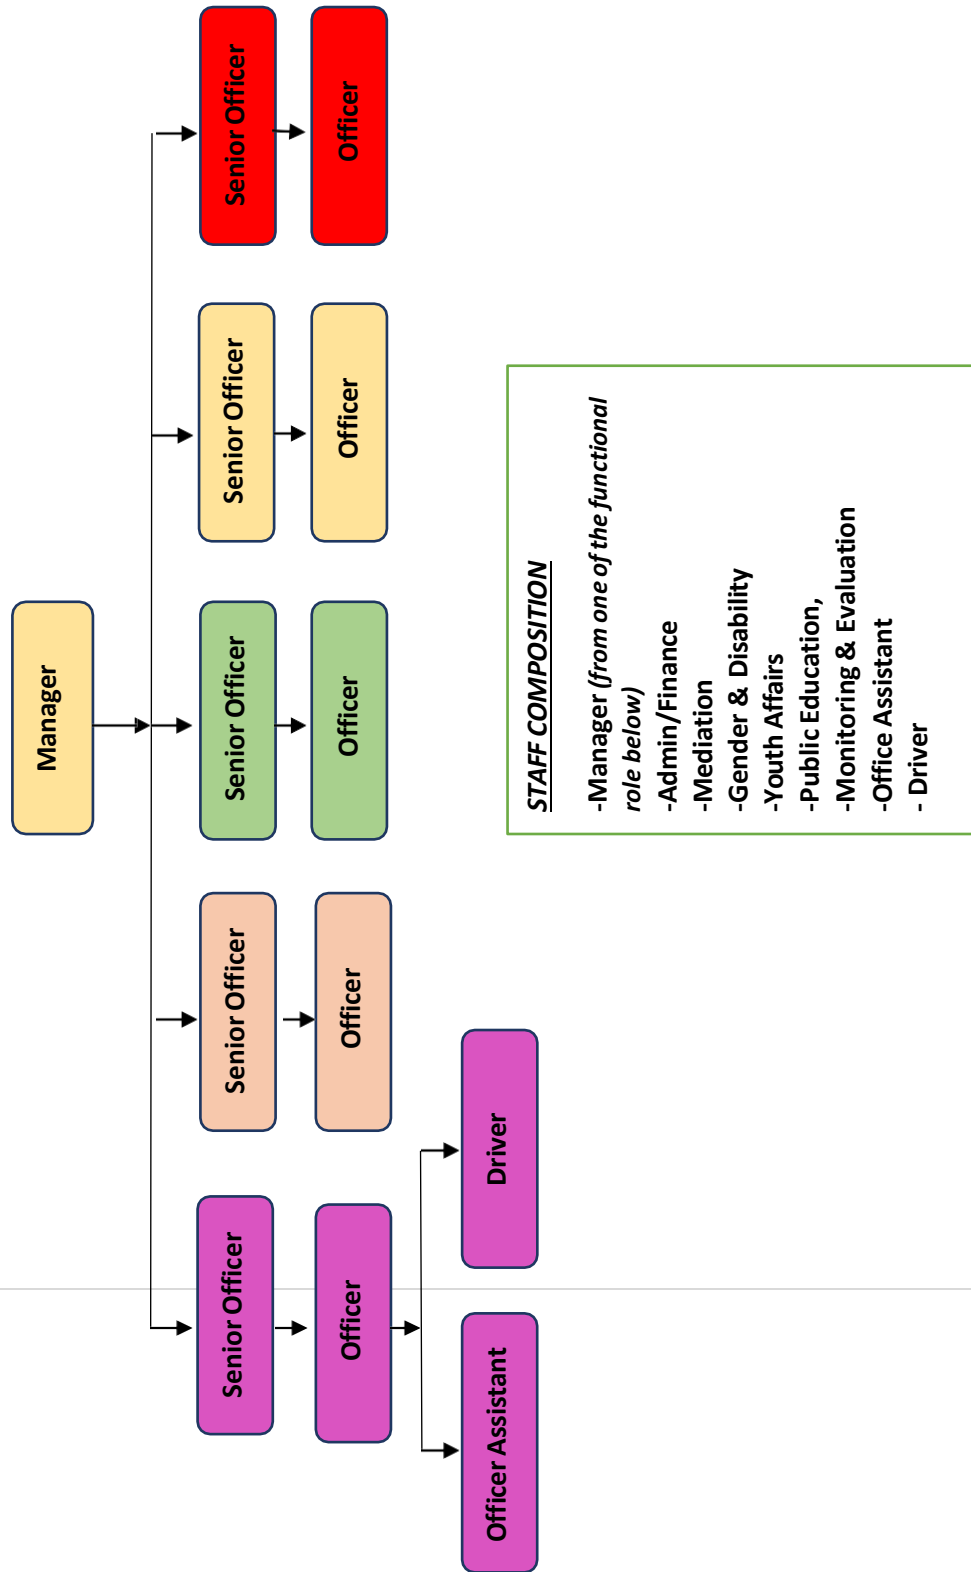 Manager
Senior Officer
Senior Officer
Senior Officer
Senior Officer
Senior Officer
Officer
Officer
Officer
Officer
Officer
Officer Assistant
Driver
STAFF COMPOSITION
-Manager (from one of the functional
role below)
-Admin/Finance
-Mediation
-Gender & Disability
-Youth Affairs
-Public Education,
-Monitoring & Evaluation
-Office Assistant
- Driver